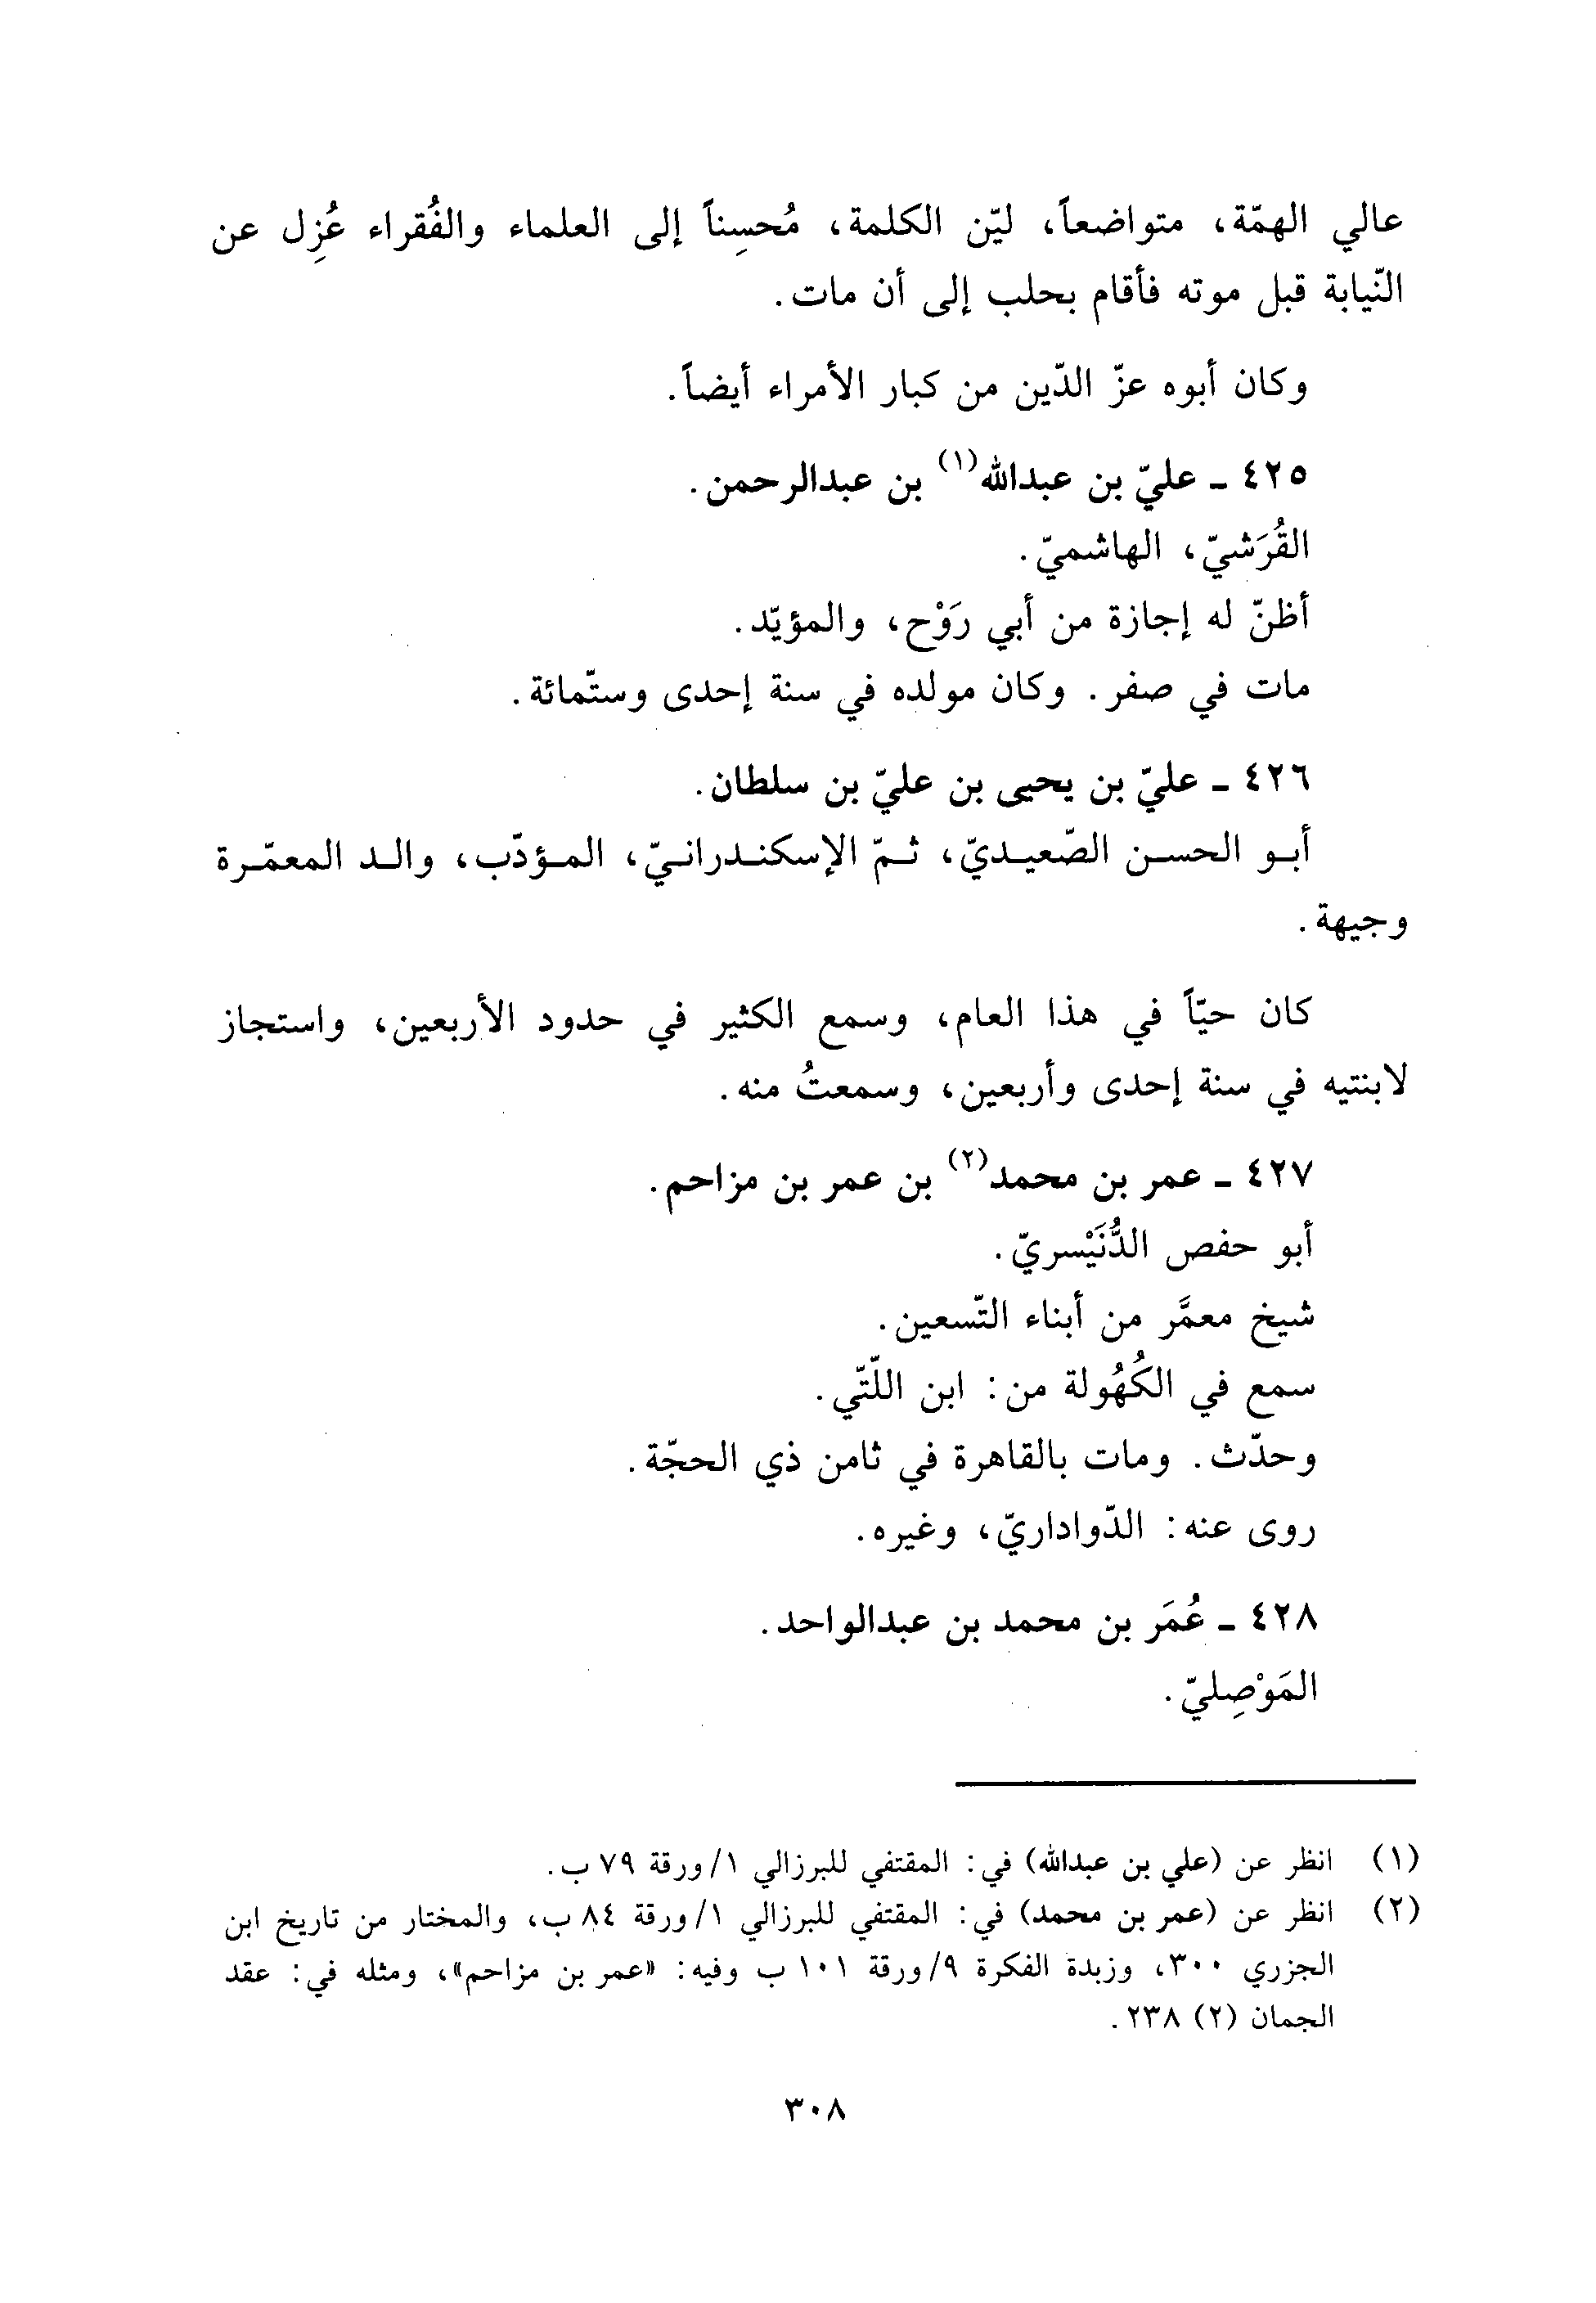 عالي الهمّة، متواضعاً، ليّن الكلمة، مُحسِناً إلى العلماء والفُقراء عُزِل عن
النّيابة قبل موته فأقام بحلب إلى أن مات.
وكان أبوه عزّ الدّين من كبار الأمراء أيضاً.
٤٢٥ ـ عليّ بن عبدالله(١) بن عبدالرحمن.
القُرَشيّ، الهاشميّ.
أظنّ له إجازة من أبي رَوْح، والمؤيّد.
مات في صفر. وكان مولده في سنة إحدى وستّمائة.
٤٢٦ ـ عليّ بن يحيى بن عليّ بن سلطان.
أبـو الحسـن الصّعيـديّ، ثـمّ الإسكنـدرانـيّ، المـؤدّب، والـد المعمّـرة
وجيهة.
كان حيّاً في هذا العام، وسمع الكثير في حدود الأربعين، واستجاز
لابنتيه في سنة إحدى وأربعين، وسمعتُ منه.
٤٢٧ ـ عمر بن محمد(٢) بن عمر بن مزاحم.
أبو حفص الدُّنَيْسريّ.
شيخ معمَّر من أبناء التّسعين.
سمع في الكُهُولة من: ابن اللّتّي.
وحدّث. ومات بالقاهرة في ثامن ذي الحجّة.
روى عنه: الدّواداريّ، وغيره.
٤٢٨ ـ عُمَر بن محمد بن عبدالواحد.
المَوْصِليّ.
(١) انظر عن (علي بن عبدالله) في: المقتفي للبرزالي ١/ورقة ٧٩ ب.
(٢) انظر عن (عمر بن محمد) في: المقتفي للبرزالي ١/ورقة ٨٤ ب، والمختار من تاريخ ابن
الجزري ٣٠٠، وزبدة الفكرة ٩/ورقة ١٠١ ب وفيه: «عمر بن مزاحم»، ومثله في: عقد
الجمان (٢) ٢٣٨.
٣٠٨